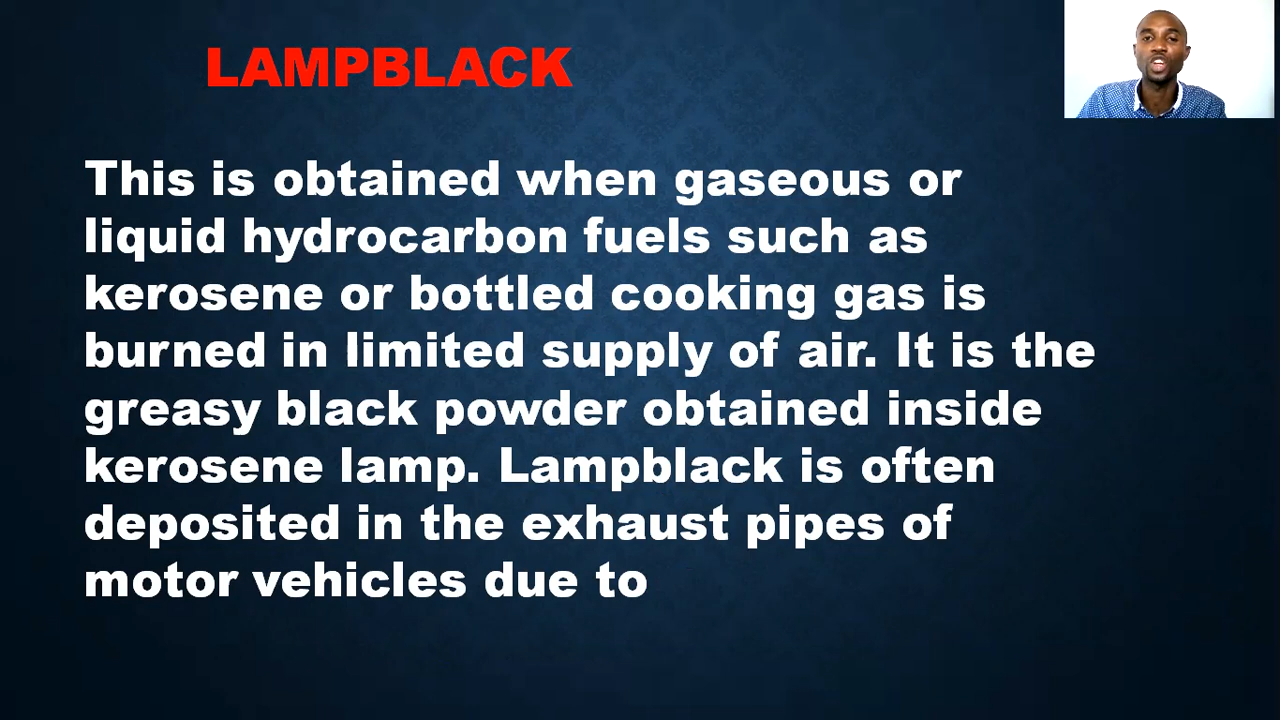 LAMPBLACK
This is obtained when gaseous or
liquid hydrocarbon fuels such as
kerosene or bottled cooking gas is
burned in limited supply of air. It is the
greasy black powder obtained inside
kerosene lamp. Lampblack is often
deposited in the exhaust pipes of
motor vehicles due to